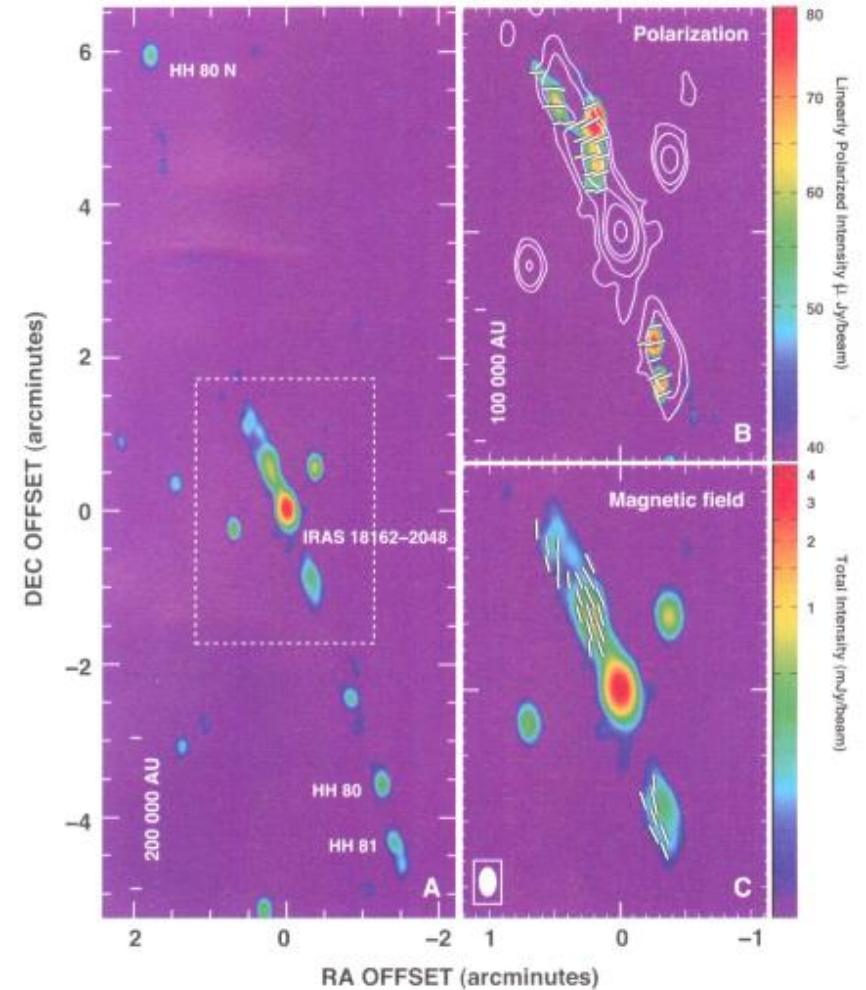 6
4
2
0
−2
−4
DEC OFFSET (arcminutes)
HH 80 N
IRAS 18162−2048
HH 80
HH 81
200 000 AU
A
2
0
−2
Polarization
100 000 AU
B
80
70
60
50
40
Linearly Polarized Intensity (μ Jy/beam)
Magnetic field
C
4
3
2
1
Total Intensity (mJy/beam)
1
0
−1
RA OFFSET (arcminutes)